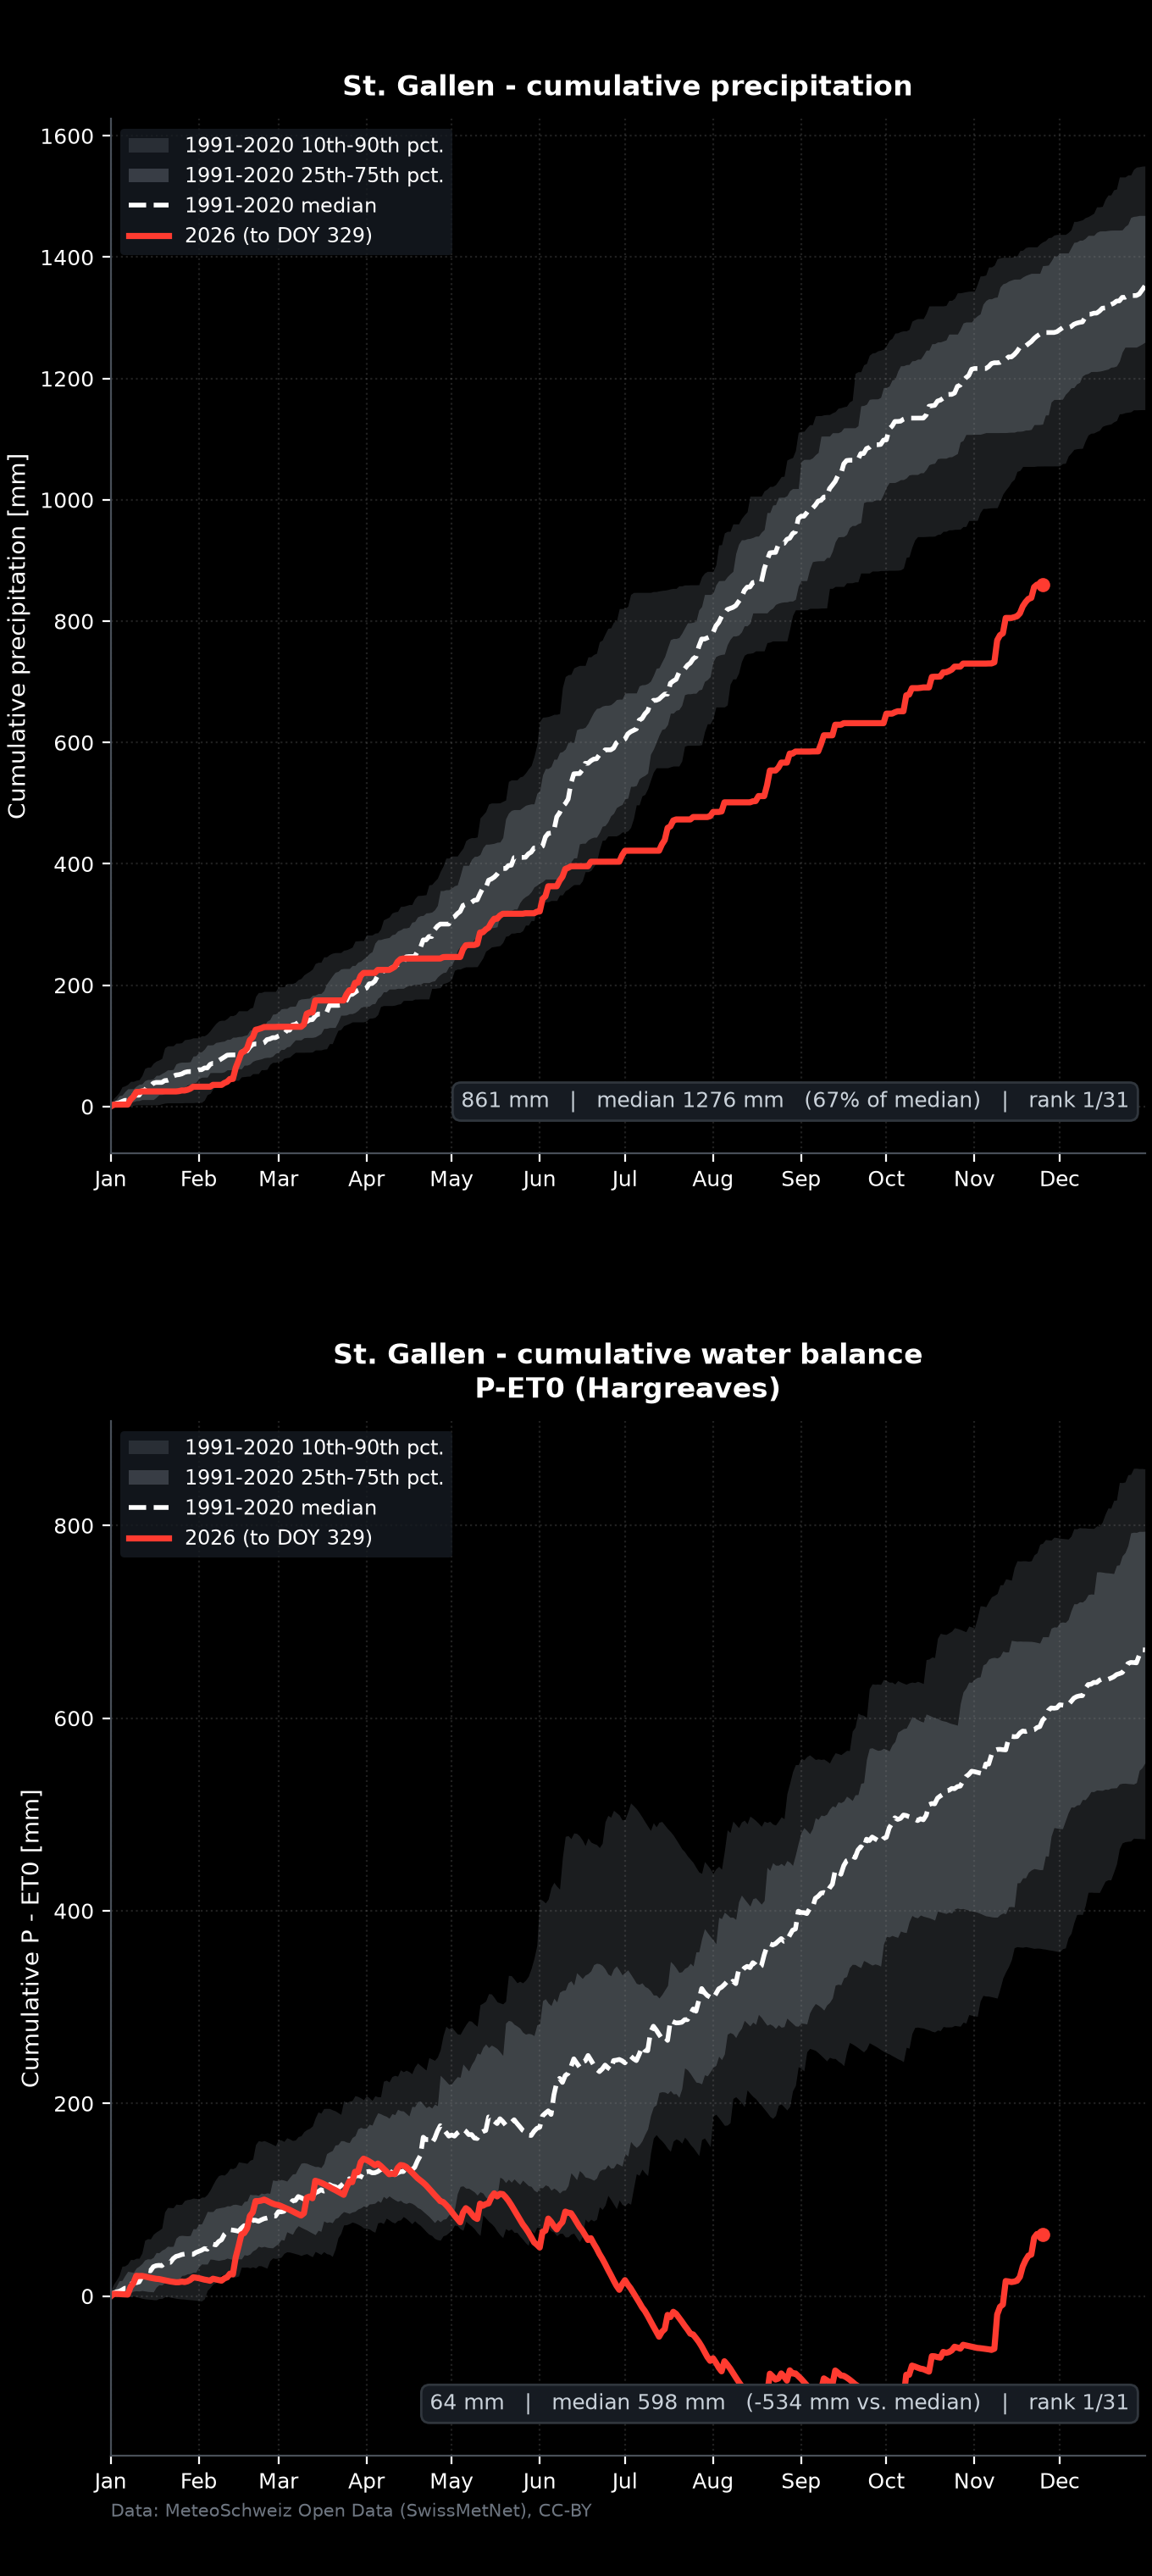 St. Gallen - cumulative precipitation
1600
1400
1200
1000
800
600
400
200
0
Cumulative precipitation [mm]
1991-2020 10th-90th pct.
1991-2020 25th-75th pct.
1991-2020 median
2026 (to DOY 329)
861 mm | median 1276 mm (67% of median) | rank 1/31
Jan Feb Mar Apr May Jun Jul Aug Sep Oct Nov Dec
St. Gallen - cumulative water balance
P-ET0 (Hargreaves)
800
600
400
200
0
Cumulative P - ET0 [mm]
1991-2020 10th-90th pct.
1991-2020 25th-75th pct.
1991-2020 median
2026 (to DOY 329)
64 mm | median 598 mm (-534 mm vs. median) | rank 1/31
Jan Feb Mar Apr May Jun Jul Aug Sep Oct Nov Dec
Data: MeteoSchweiz Open Data (SwissMetNet), CC-BY